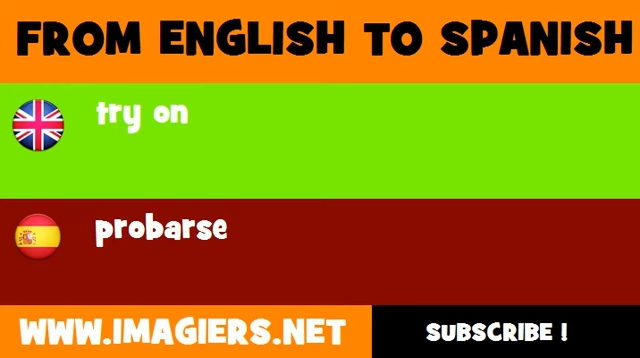 FROM ENGLISH TO SPANISH
try on
probarse
WWW.IMAGIERS.NET
SUBSCRIBE !